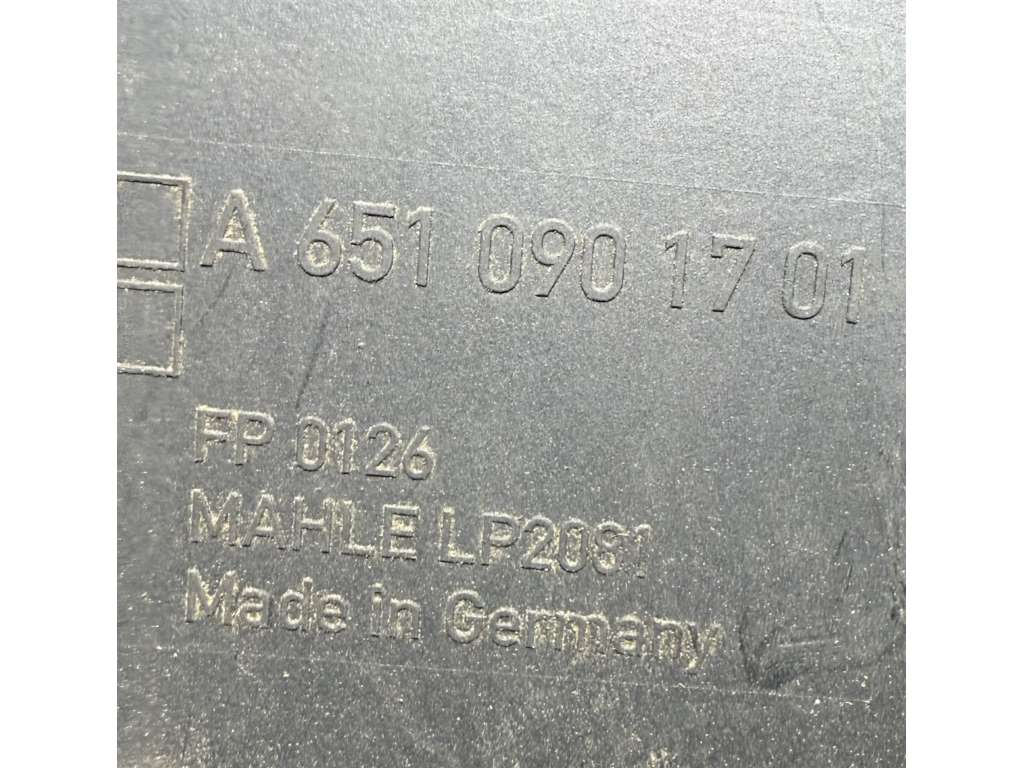 A 651 090 17 01
FP 0126
MAHLE LP2081
Made in Germany